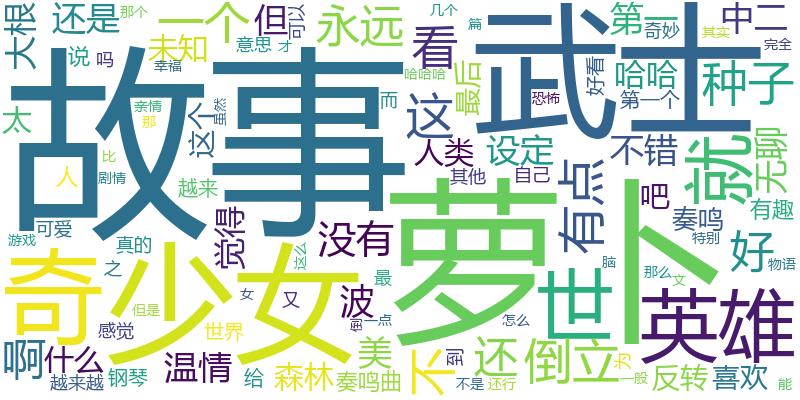 故事
武士
萝卜
奇少女
英雄
就
世
倒立
这
看
不
没有
有点
种子
还是
一个
但
永远
第一
中二
奇妙
其实
完全
大根
未知
说
吗
意思
才
可以
几个
篇
那个
幸福
哈哈哈
恐怖
好看
哈哈
第一个
太
亲情
那
这个
虽然
而
最后
人
比
剧情
越来
人类
设定
不错
无聊
其他
自己
吧
奏鸣
有趣
特别
游戏
可爱
真的
之
觉得
这么
最
好
脑
那么
文
物语
感觉
但是
女
又
波
世界
倒
一点
美
到
还
怎么
为
啊
什么
越来越
钢琴
温情
给
森林
奏鸣曲
不是
还行
一股
反转
喜欢
能